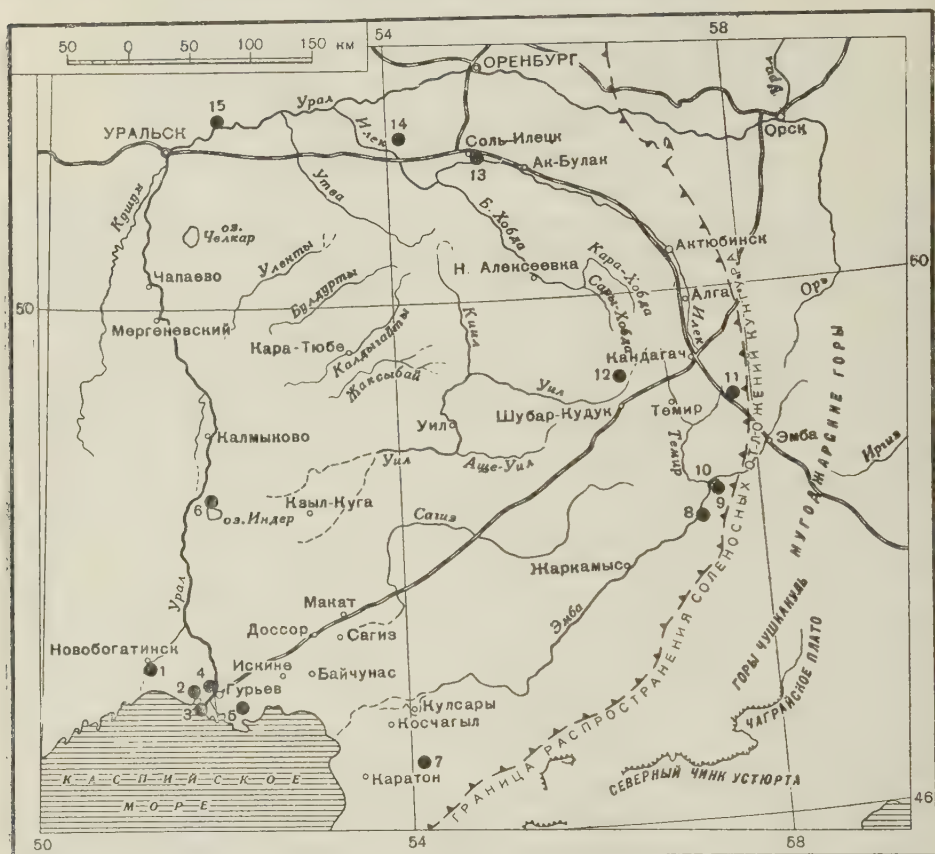 50 0 50 100 150 км
54
58
ОРЕНБУРГ
Урал
Орск
15
Урал
14
Илек
УРАЛЬСК
Соль-Илецк
13
Ак-Булак
Кушум
Утва
оз. Челкар
Б-Хобда
Уленты
Н. Алексеевка
Кара-Хобда
Сары-Хобда
Актюбинск
50
Чапаево
Булдурты
Алга
Орь
50
Мергеневский
Киил
Илек
Кара-Тюбе
Калдыгайты
Кандагач
Жаксыбай
12
11
Уил
Шубар-Кудук
Темир
Калмыково
Уил
Эмба
Иргиз
Уил
Аще-Уил
Темир
10
9
6
оз. Индер
Кзыл-Куга
Сагиз
8
МУГОДЖАРСКИЕ ГОРЫ
Жаркамыс
Урал
Макат
Эмба
Доссор
Сагиз
ГОРЫ ЧУШКАКУЛЬ
Новобогатинск
1
Искине
Байчунас
2
4
Гурьев
3
5
Кулсары
Косчагыл
ЧАГРАЙСКОЕ ПЛАТО
7
Каратон
КАСПИЙСКОЕ
МОРЕ
СЕВЕРНЫЙ ЧИНК УСТЮРТА
ГРАНИЦА РАСПРОСТРАНЕНИЯ СОЛЕНОСНЫХ ОТЛОЖЕНИЙ КУНГУРА
46
50
54
58